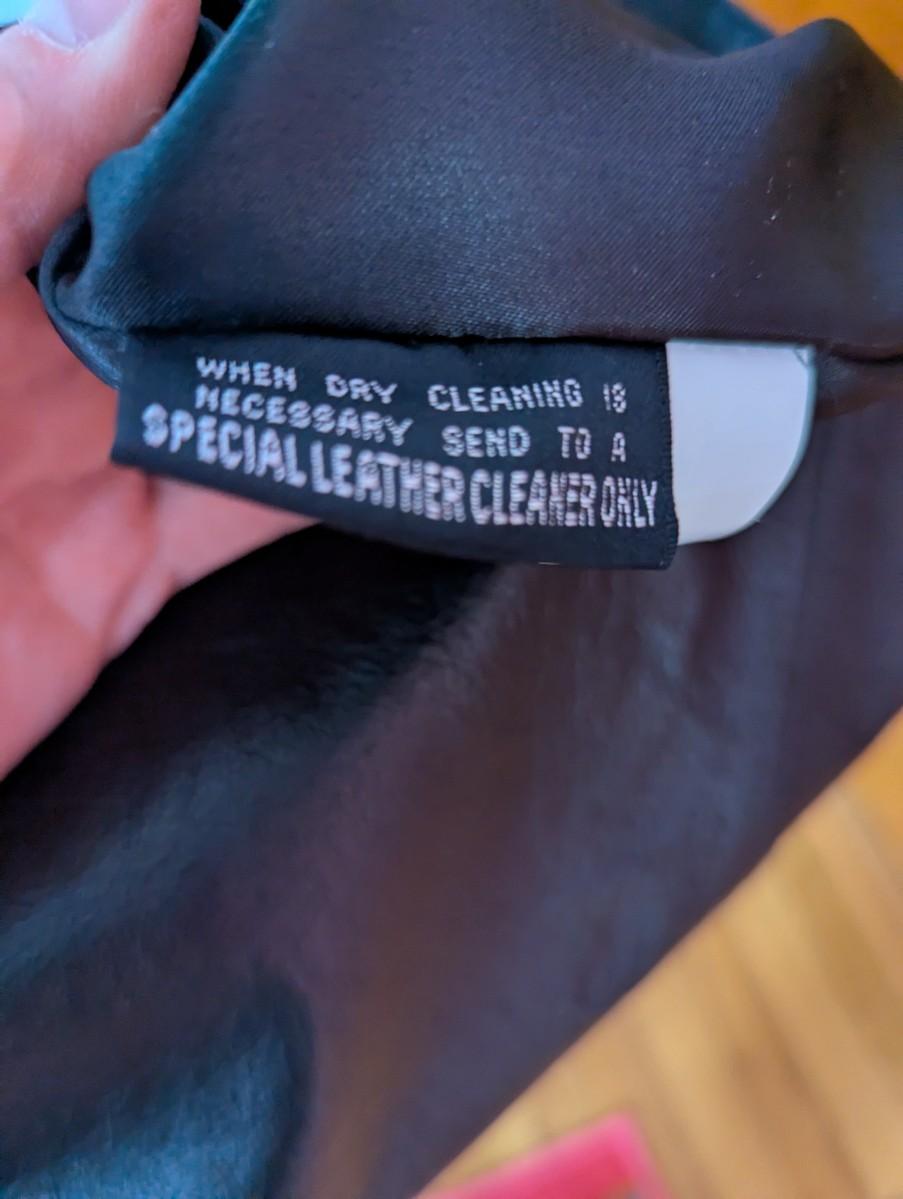 WHEN DRY CLEANING IS
NECESSARY SEND TO A
SPECIAL LEATHER CLEANER ONLY